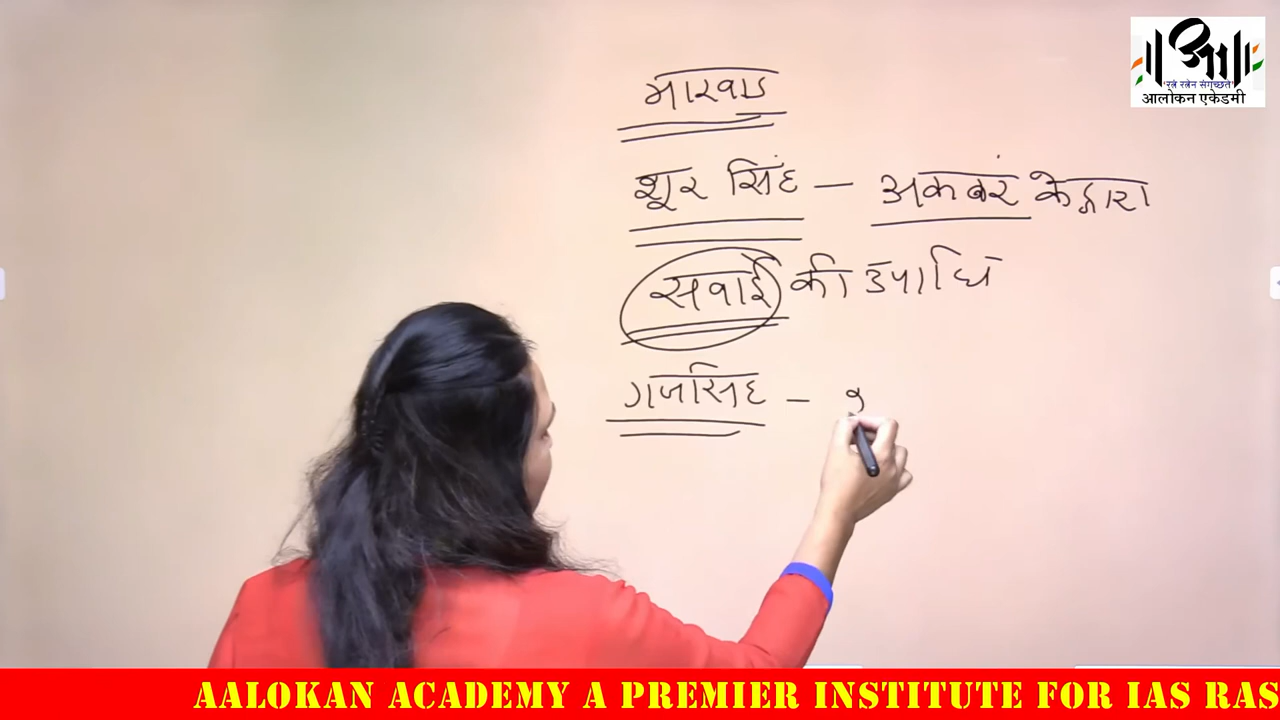 आलोकन एकेडमी
मारवाड
शूर सिंह – अकबर के द्वारा
सवाई की उपाधि
गजसिंह –
AALOKAN ACADEMY A PREMIER INSTITUTE FOR IAS RAS